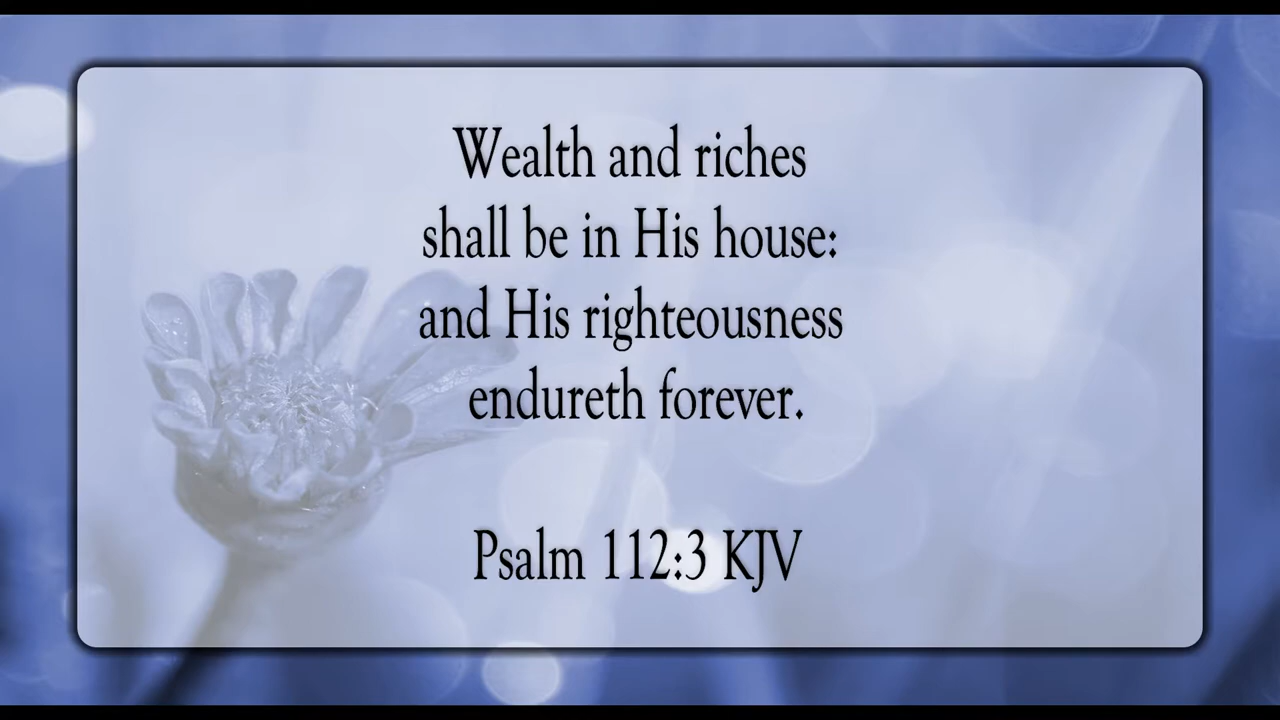 Wealth and riches
shall be in His house:
and His righteousness
endureth forever.
Psalm 112:3 KJV